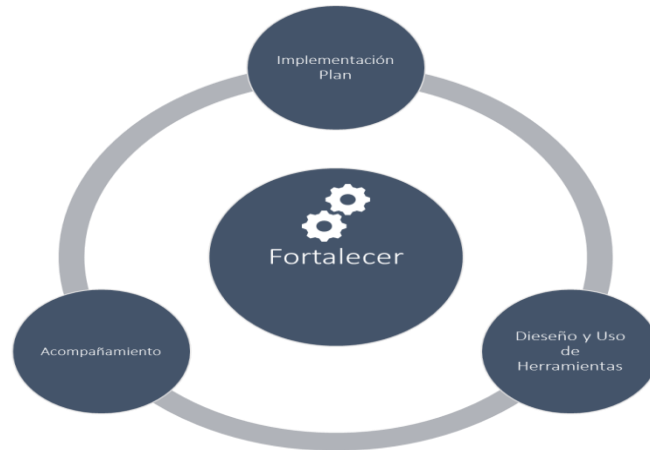 Implementación
Plan
Fortalecer
Acompañamiento
Dieseño y Uso
de
Herramientas